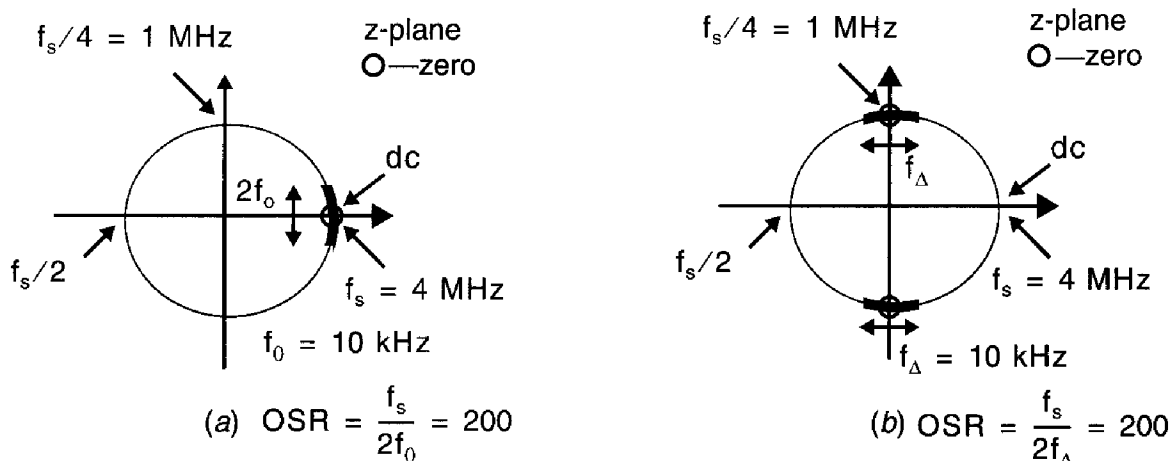 f_s/4 = 1 MHz
z-plane
O—zero
dc
2f_o
f_s/2
f_s = 4 MHz
f_0 = 10 kHz
(a) OSR = f_s / 2f_0 = 200
f_s/4 = 1 MHz
z-plane
O—zero
dc
f_Δ
f_s/2
f_s = 4 MHz
f_Δ = 10 kHz
(b) OSR = f_s / 2f_Δ = 200